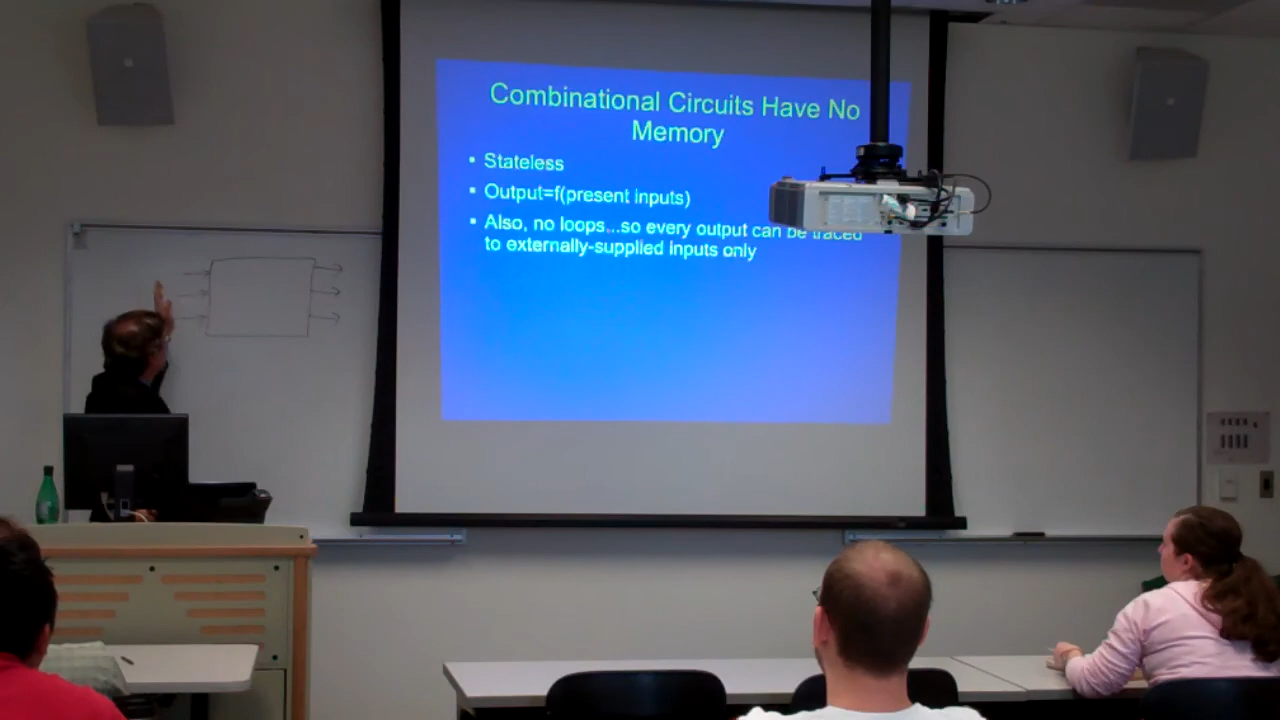 Combinational Circuits Have No
Memory
• Stateless
• Output=f(present inputs)
• Also, no loops...so every output can be traced
to externally-supplied inputs only